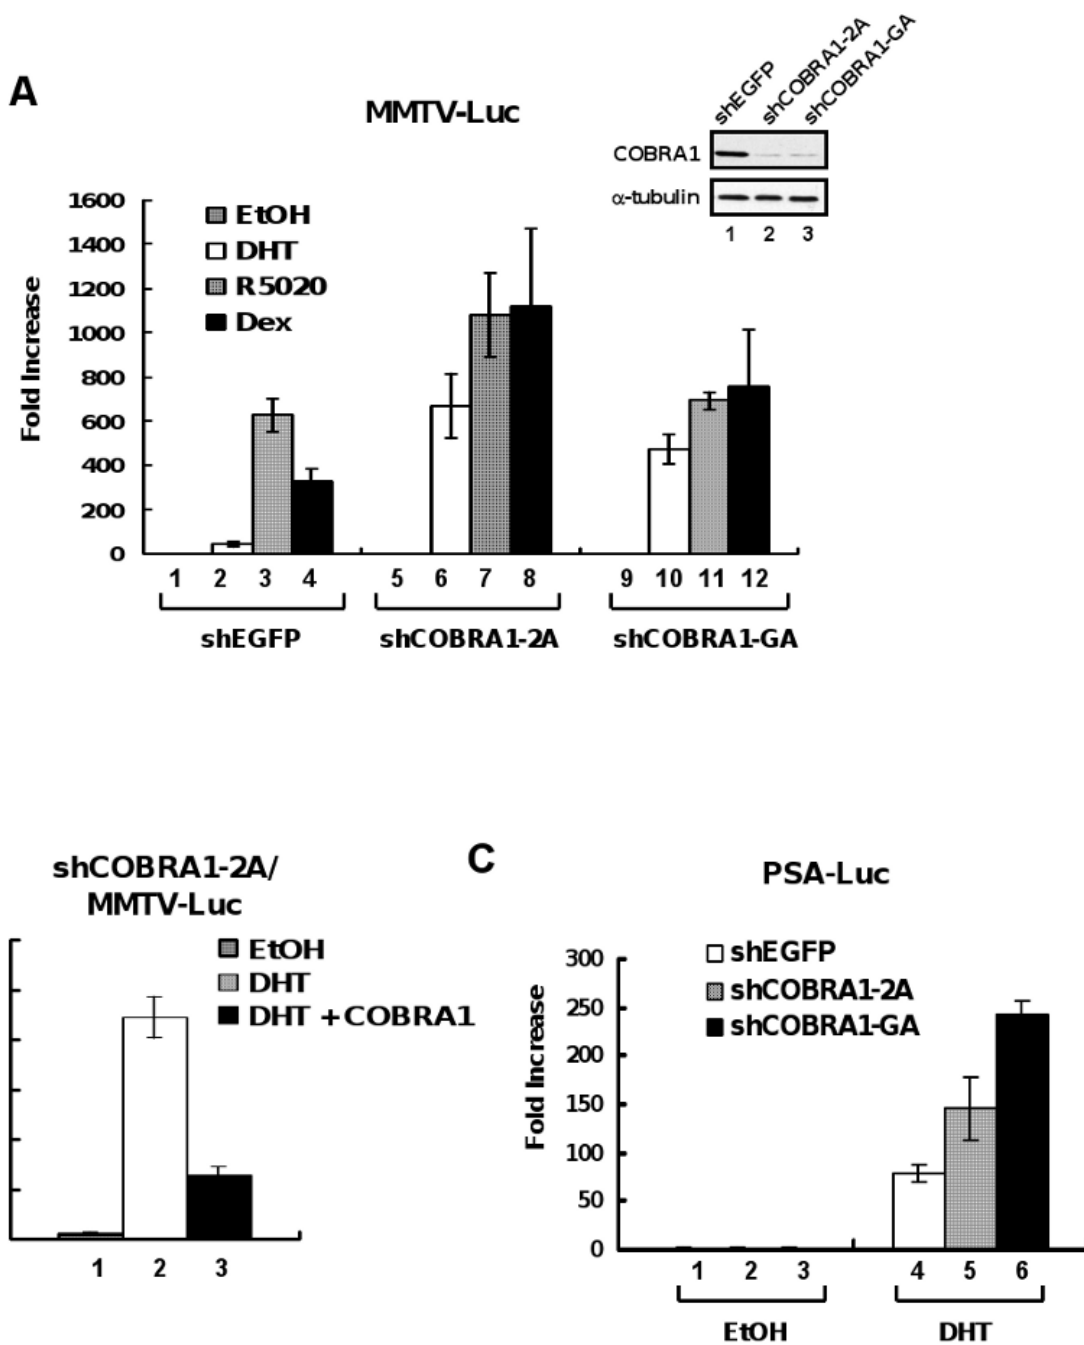 A
MMTV-Luc
shEGFP
shCOBRA1-2A
shCOBRA1-GA
COBRA1
α-tubulin
1 2 3
Fold Increase
1600
1400
1200
1000
800
600
400
200
0
EtOH
DHT
R5020
Dex
1 2 3 4 5 6 7 8 9 10 11 12
shEGFP shCOBRA1-2A shCOBRA1-GA
shCOBRA1-2A/
MMTV-Luc
EtOH
DHT
DHT +COBRA1
1 2 3
C
PSA-Luc
Fold Increase
300
250
200
150
100
50
0
shEGFP
shCOBRA1-2A
shCOBRA1-GA
1 2 3 4 5 6
EtOH DHT